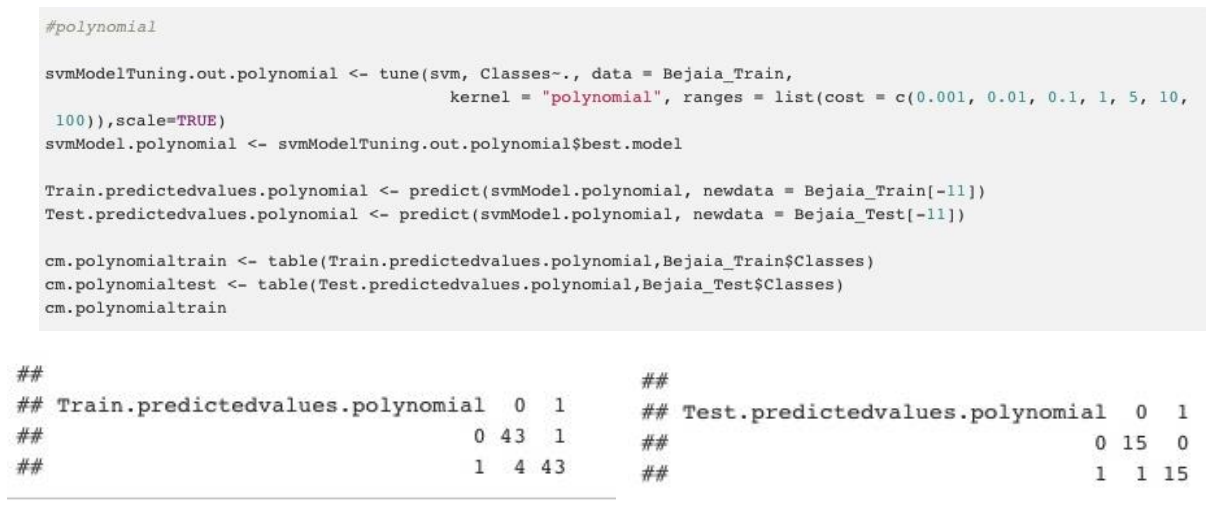 #polynomial
svmModelTuning.out.polynomial <- tune(svm, Classes~., data = Bejaia_Train,
kernel = "polynomial", ranges = list(cost = c(0.001, 0.01, 0.1, 1, 5, 10,
100)),scale=TRUE)
svmModel.polynomial <- svmModelTuning.out.polynomial$best.model
Train.predictedvalues.polynomial <- predict(svmModel.polynomial, newdata = Bejaia_Train[-11])
Test.predictedvalues.polynomial <- predict(svmModel.polynomial, newdata = Bejaia_Test[-11])
cm.polynomialtrain <- table(Train.predictedvalues.polynomial,Bejaia_Train$Classes)
cm.polynomialtest <- table(Test.predictedvalues.polynomial,Bejaia_Test$Classes)
cm.polynomialtrain
##
## Train.predictedvalues.polynomial 0 1
## 0 43 1
## 1 4 43
##
## Test.predictedvalues.polynomial 0 1
## 0 15 0
## 1 1 15